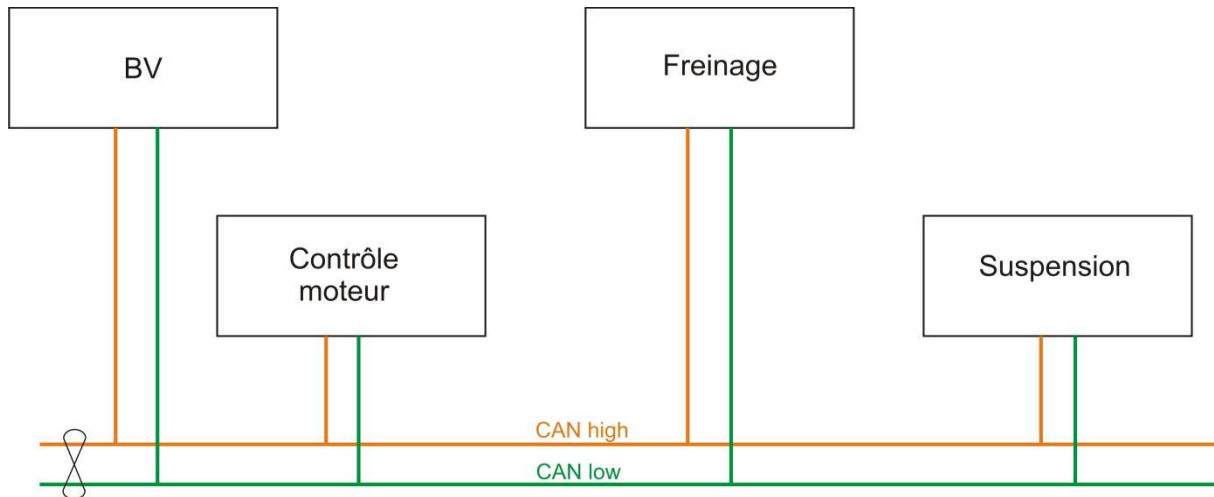 BV
Freinage
Contrôle
moteur
Suspension
CAN high
CAN low